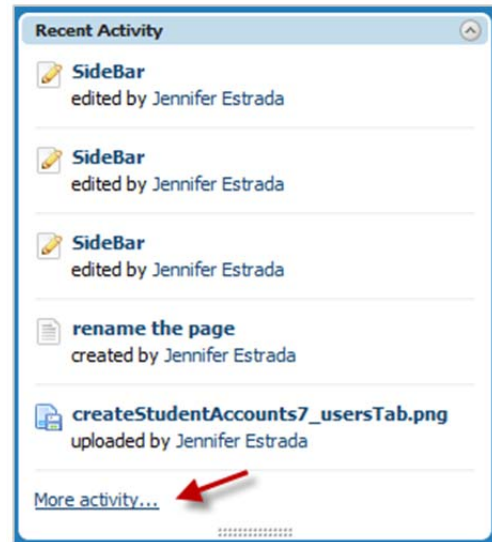 Recent Activity
SideBar
edited by Jennifer Estrada
SideBar
edited by Jennifer Estrada
SideBar
edited by Jennifer Estrada
rename the page
created by Jennifer Estrada
createStudentAccounts7_usersTab.png
uploaded by Jennifer Estrada
More activity...